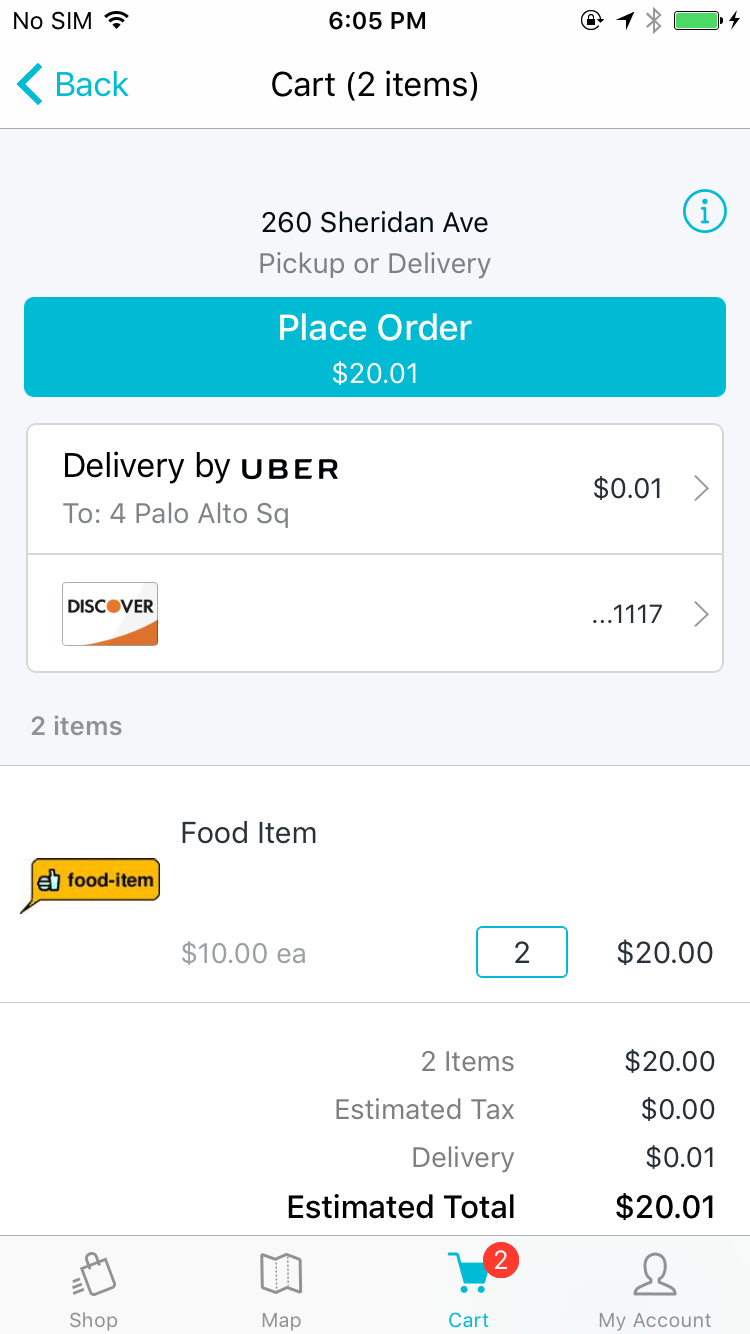 No SIM 6:05 PM
Back Cart (2 items)
260 Sheridan Ave
Pickup or Delivery
Place Order
$20.01
Delivery by UBER
$0.01
To: 4 Palo Alto Sq
DISCOVER ...1117
2 items
Food Item
food-item
$10.00 ea 2 $20.00
2 Items $20.00
Estimated Tax $0.00
Delivery $0.01
Estimated Total $20.01
2
Shop Map Cart My Account